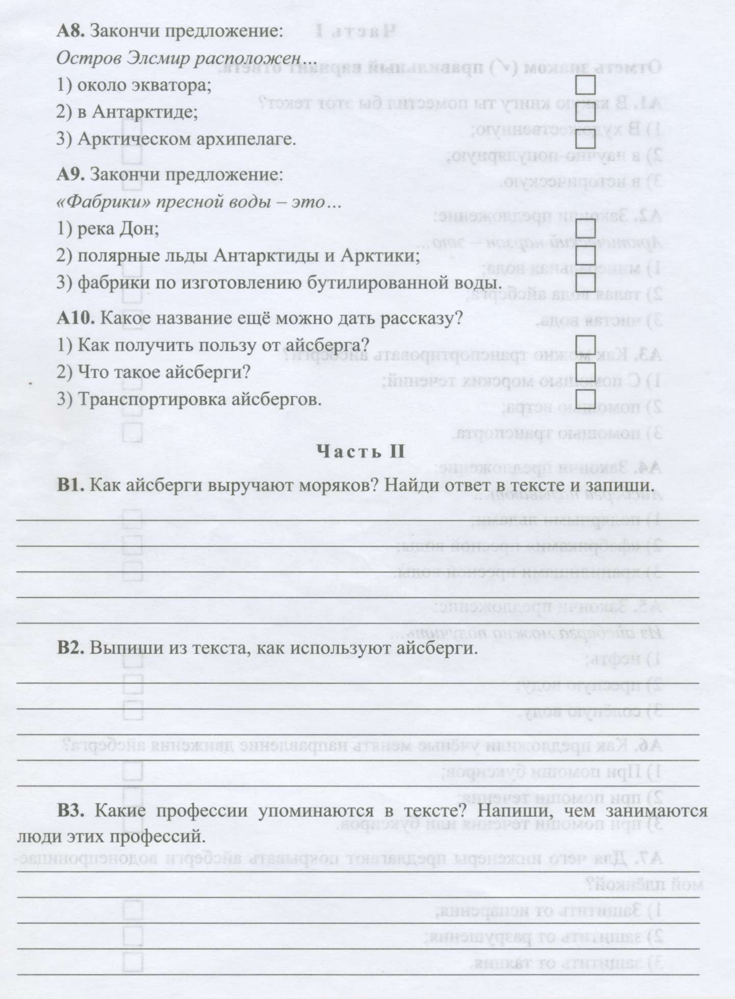 А8. Закончи предложение:
Остров Элсмир расположен…
1) около экватора;
2) в Антарктиде;
3) Арктическом архипелаге.
А9. Закончи предложение:
«Фабрики» пресной воды – это…
1) река Дон;
2) полярные льды Антарктиды и Арктики;
3) фабрики по изготовлению бутилированной воды.
А10. Какое название ещё можно дать рассказу?
1) Как получить пользу от айсберга?
2) Что такое айсберги?
3) Транспортировка айсбергов.
Часть II
В1. Как айсберги выручают моряков? Найди ответ в тексте и запиши.
В2. Выпиши из текста, как используют айсберги.
В3. Какие профессии упоминаются в тексте? Напиши, чем занимаются
люди этих профессий.